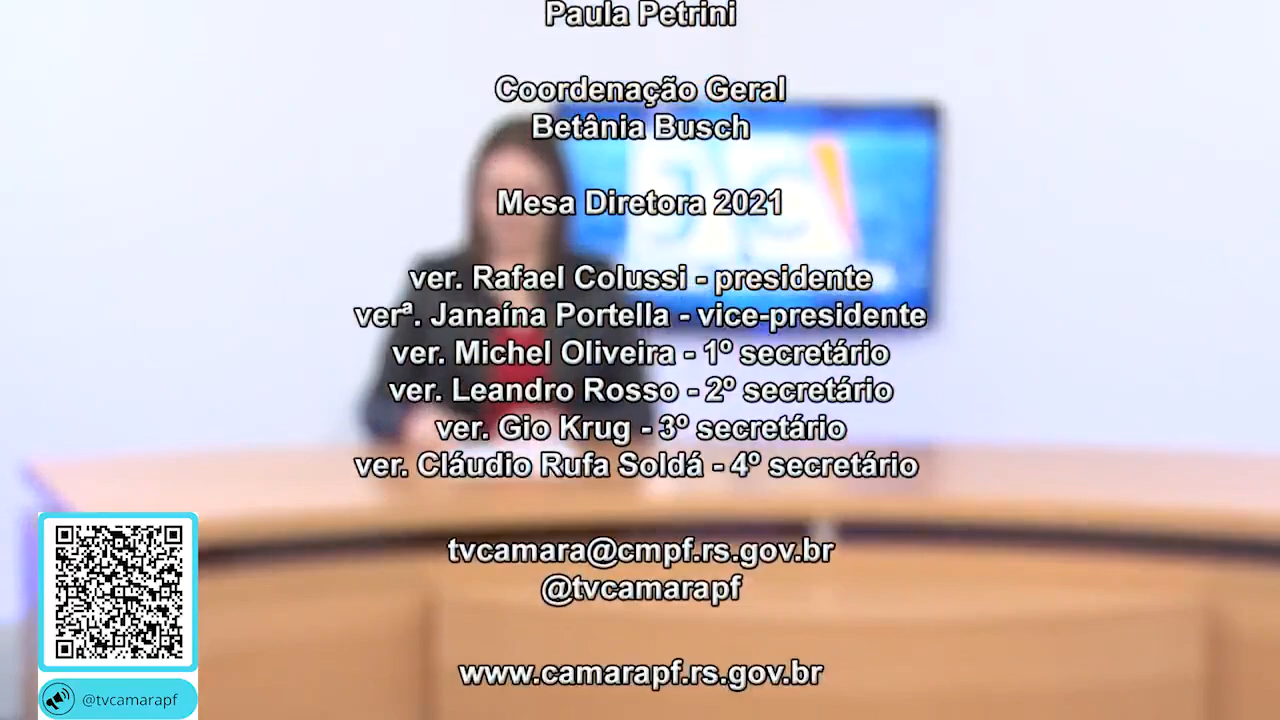 Paula Petrini
Coordenação Geral
Betânia Busch
Mesa Diretora 2021
ver. Rafael Colussi - presidente
verª. Janaína Portella - vice-presidente
ver. Michel Oliveira - 1º secretário
ver. Leandro Rosso - 2º secretário
ver. Gio Krug - 3º secretário
ver. Cláudio Rufa Soldá - 4º secretário
tvcamara@cmpf.rs.gov.br
@tvcamarapf
www.camarapf.rs.gov.br
@tvcamarapf